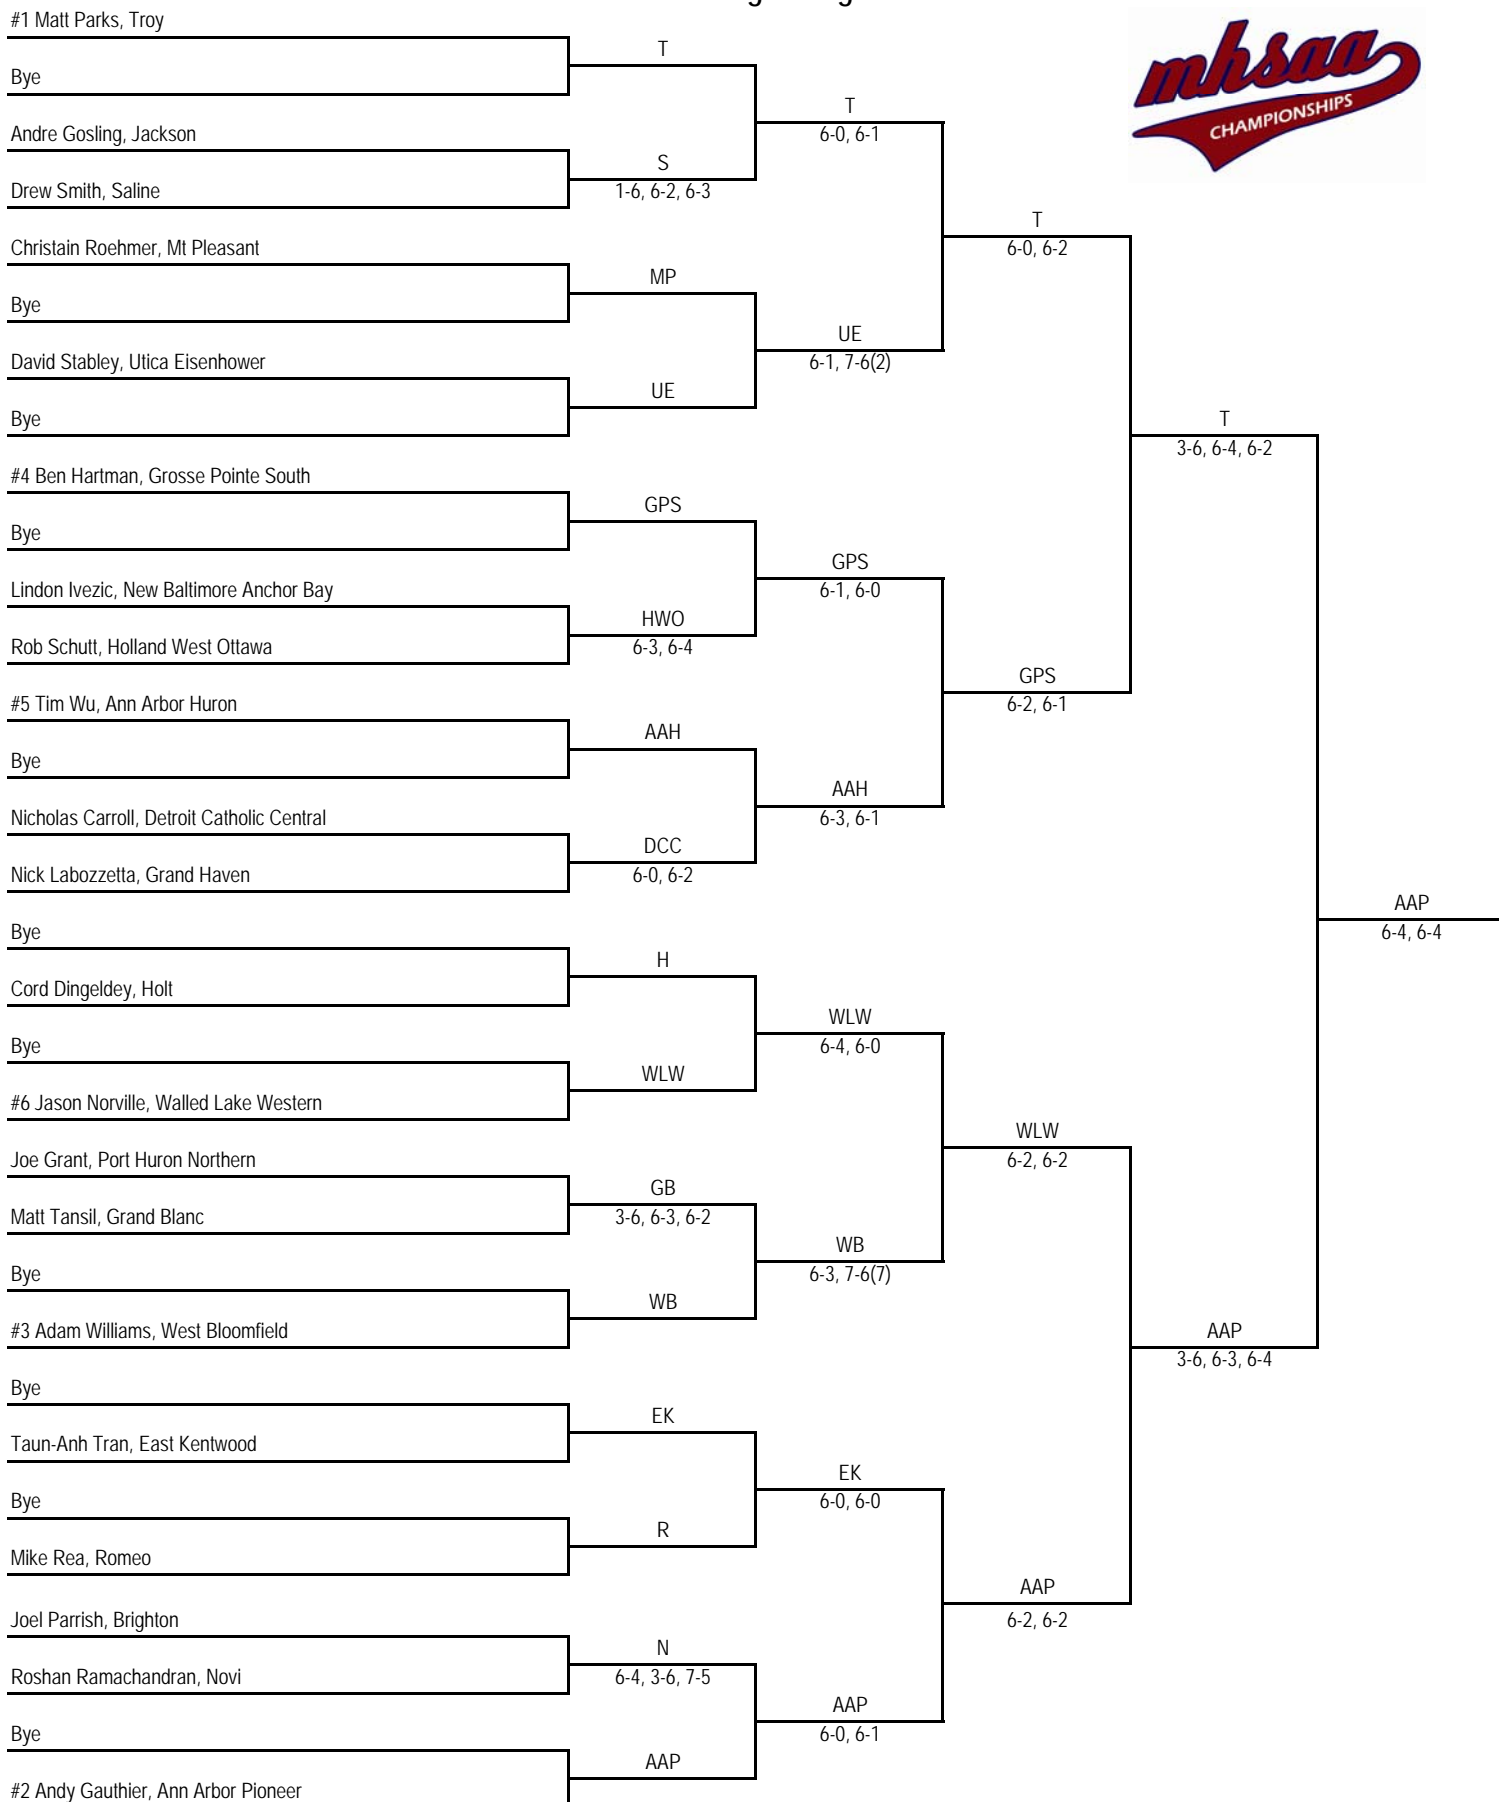 #1 Matt Parks, Troy
T
Bye
T
6-0, 6-1
Andre Gosling, Jackson
S
1-6, 6-2, 6-3
Drew Smith, Saline
mhsaa
CHAMPIONSHIPS
T
6-0, 6-2
Christain Roehmer, Mt Pleasant
MP
Bye
UE
6-1, 7-6(2)
David Stabley, Utica Eisenhower
UE
Bye
T
3-6, 6-4, 6-2
#4 Ben Hartman, Grosse Pointe South
GPS
Bye
GPS
6-1, 6-0
Lindon Ivezic, New Baltimore Anchor Bay
HWO
6-3, 6-4
Rob Schutt, Holland West Ottawa
GPS
6-2, 6-1
#5 Tim Wu, Ann Arbor Huron
AAH
Bye
AAH
6-3, 6-1
Nicholas Carroll, Detroit Catholic Central
DCC
6-0, 6-2
Nick Labozzetta, Grand Haven
AAP
6-4, 6-4
Bye
H
Cord Dingeldey, Holt
WLW
6-4, 6-0
Bye
WLW
#6 Jason Norville, Walled Lake Western
WLW
6-2, 6-2
Joe Grant, Port Huron Northern
GB
3-6, 6-3, 6-2
Matt Tansil, Grand Blanc
WB
6-3, 7-6(7)
Bye
WB
#3 Adam Williams, West Bloomfield
AAP
3-6, 6-3, 6-4
Bye
EK
Taun-Anh Tran, East Kentwood
EK
6-0, 6-0
Bye
R
Mike Rea, Romeo
AAP
6-2, 6-2
Joel Parrish, Brighton
N
6-4, 3-6, 7-5
Roshan Ramachandran, Novi
AAP
6-0, 6-1
Bye
AAP
#2 Andy Gauthier, Ann Arbor Pioneer